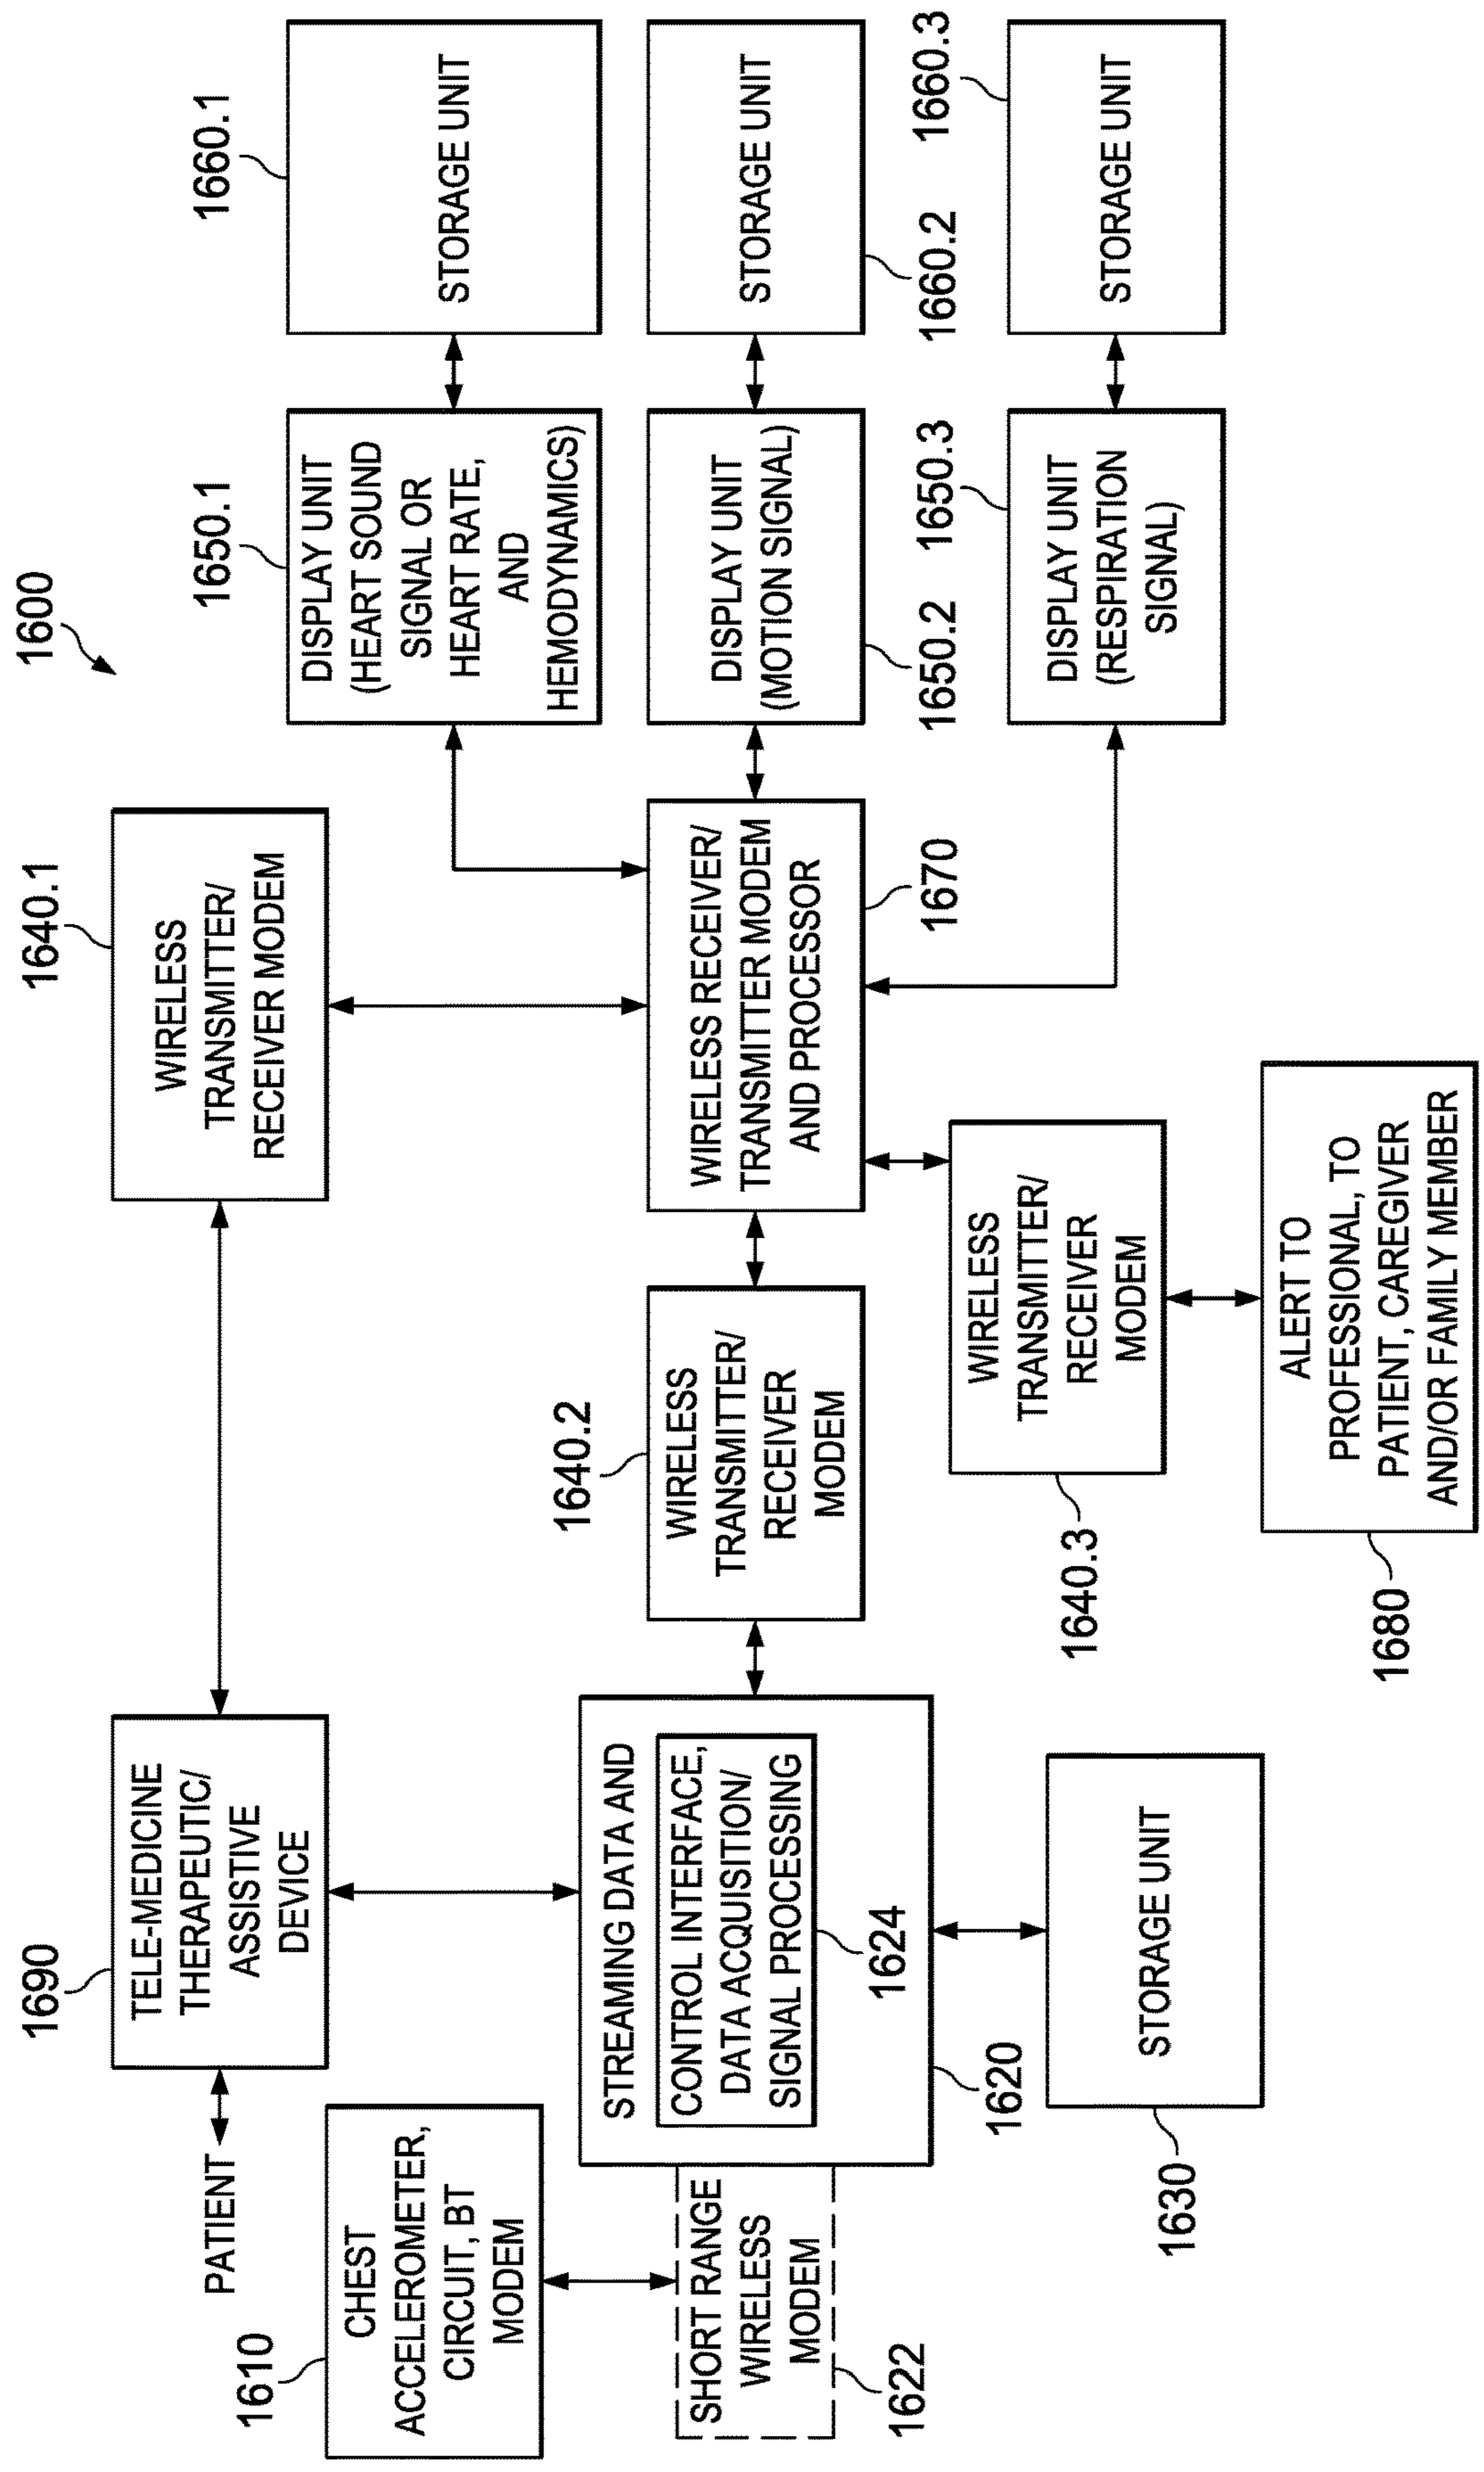 1600
PATIENT
1690
TELE-MEDICINE
THERAPEUTIC/
ASSISTIVE
DEVICE
1640.1
WIRELESS
TRANSMITTER/
RECEIVER MODEM
1610
CHEST
ACCELEROMETER,
CIRCUIT, BT
MODEM
SHORT RANGE
WIRELESS
MODEM
1622
STREAMING DATA AND
CONTROL INTERFACE,
DATA ACQUISITION/
SIGNAL PROCESSING
1624
1620
STORAGE UNIT
1630
1640.2
WIRELESS
TRANSMITTER/
RECEIVER
MODEM
WIRELESS RECEIVER/
TRANSMITTER MODEM
AND PROCESSOR
1670
WIRELESS
TRANSMITTER/
RECEIVER
MODEM
1640.3
ALERT TO
PROFESSIONAL, TO
PATIENT, CAREGIVER
AND/OR FAMILY MEMBER
1680
1650.1
DISPLAY UNIT
(HEART SOUND
SIGNAL OR
HEART RATE,
AND
HEMODYNAMICS)
1660.1
STORAGE UNIT
DISPLAY UNIT
(MOTION SIGNAL)
1650.2
STORAGE UNIT
1660.2
1650.3
DISPLAY UNIT
(RESPIRATION
SIGNAL)
1660.3
STORAGE UNIT